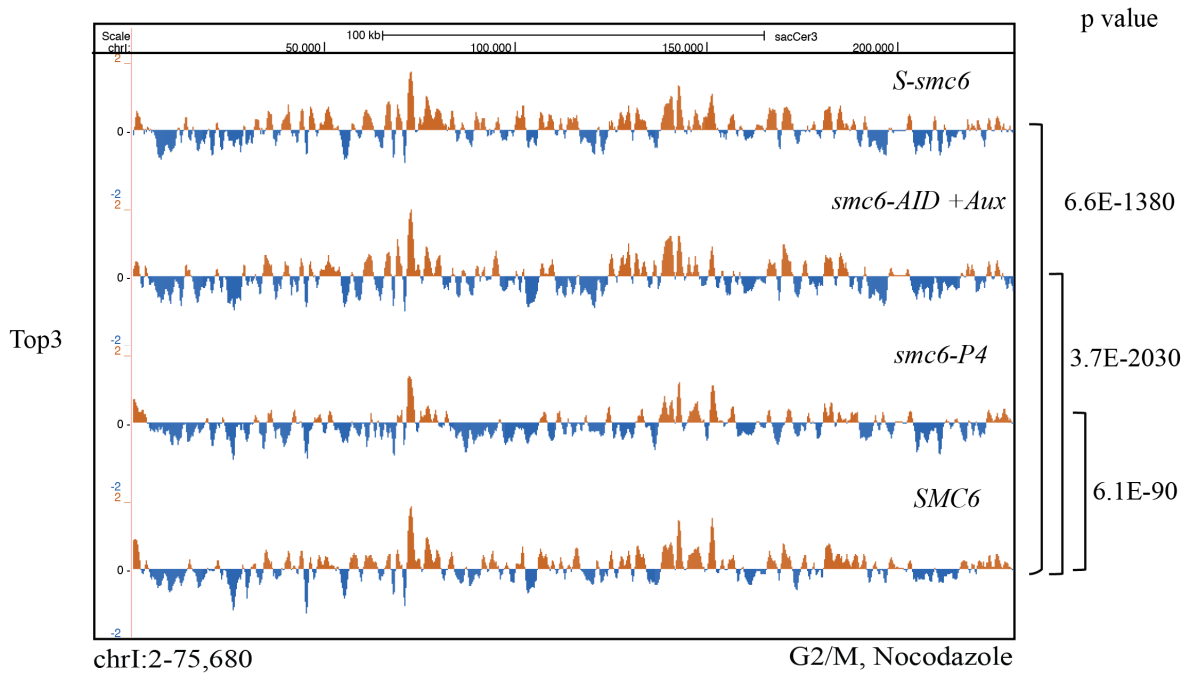 p value
Scale 100 kb sacCer3
chrI: 50,000 100,000 150,000 200,000
2
S-smc6
0
-2
2
smc6-AID +Aux
6.6E-1380
0
-2
Top3
2
smc6-P4
3.7E-2030
0
-2
2
SMC6
6.1E-90
0
-2
chrI:2-75,680 G2/M, Nocodazole